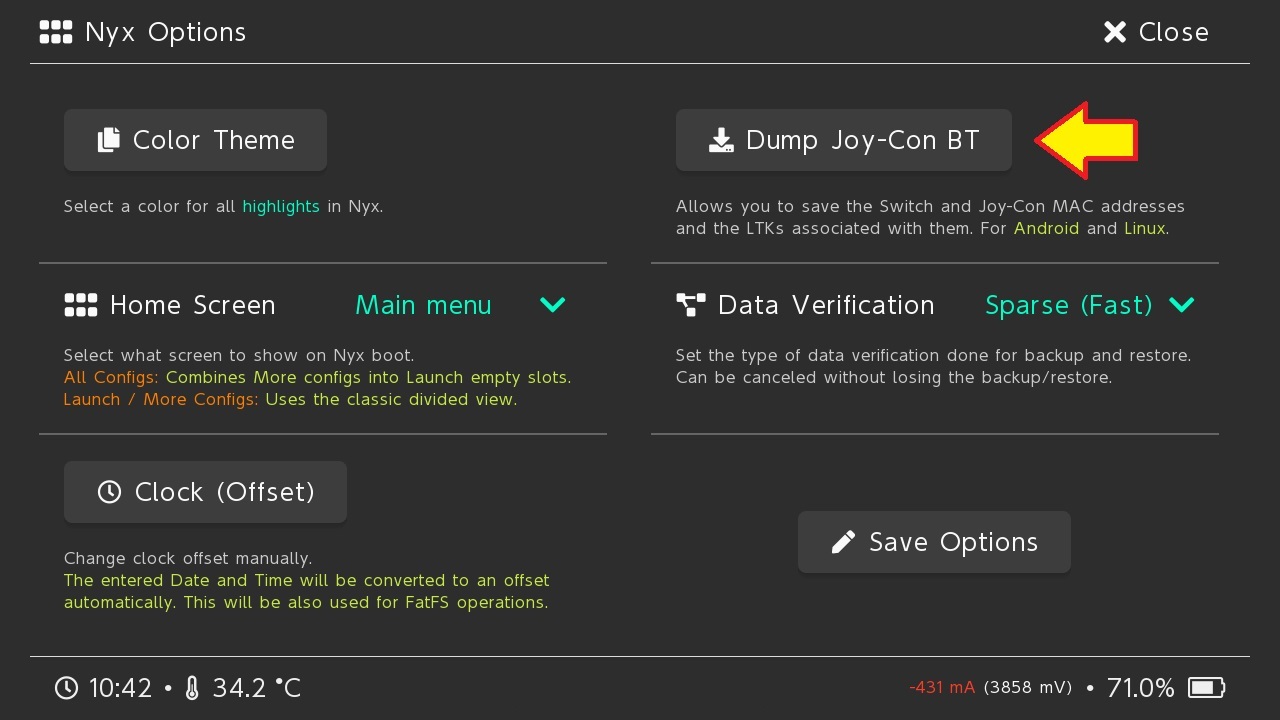 Nyx Options
Close
Color Theme
Select a color for all highlights in Nyx.
Dump Joy-Con BT
Allows you to save the Switch and Joy-Con MAC addresses
and the LTKs associated with them. For Android and Linux.
Home Screen Main menu
Select what screen to show on Nyx boot.
All Configs: Combines More configs into Launch empty slots.
Launch / More Configs: Uses the classic divided view.
Data Verification Sparse (Fast)
Set the type of data verification done for backup and restore.
Can be canceled without losing the backup/restore.
Clock (Offset)
Change clock offset manually.
The entered Date and Time will be converted to an offset
automatically. This will be also used for FatFS operations.
Save Options
10:42 • 34.2 °C
-431 mA (3858 mV) • 71.0%